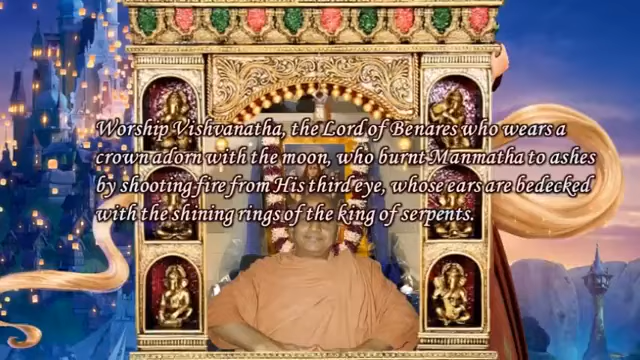 Worship Vishvanatha, the Lord of Benares who wears a
crown adorn with the moon, who burnt Manmatha to ashes
by shooting fire from His third eye, whose ears are bedecked
with the shining rings of the king of serpents.